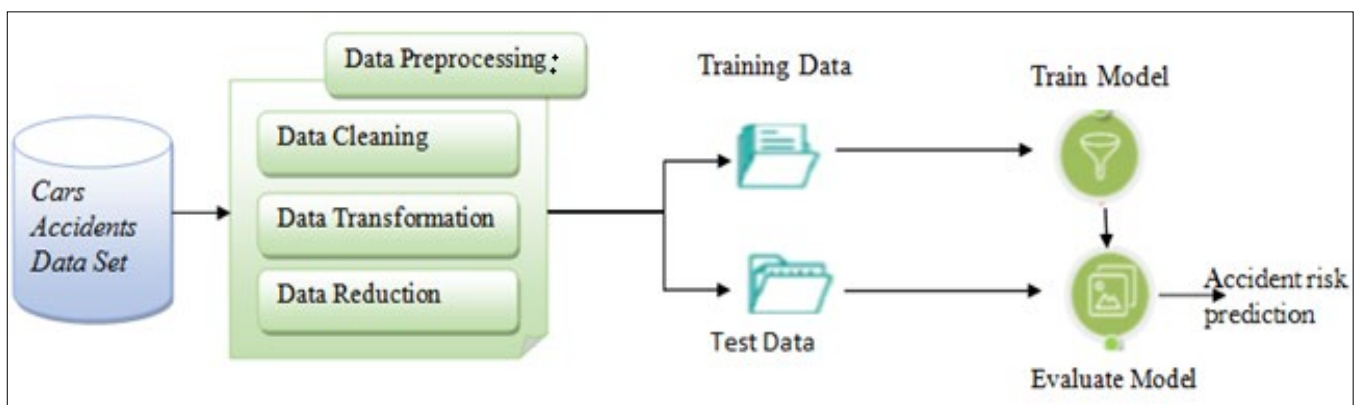 Data Preprocessing:
Cars
Accidents
Data Set
Data Cleaning
Data Transformation
Data Reduction
Training Data
Test Data
Train Model
Evaluate Model
Accident risk
prediction